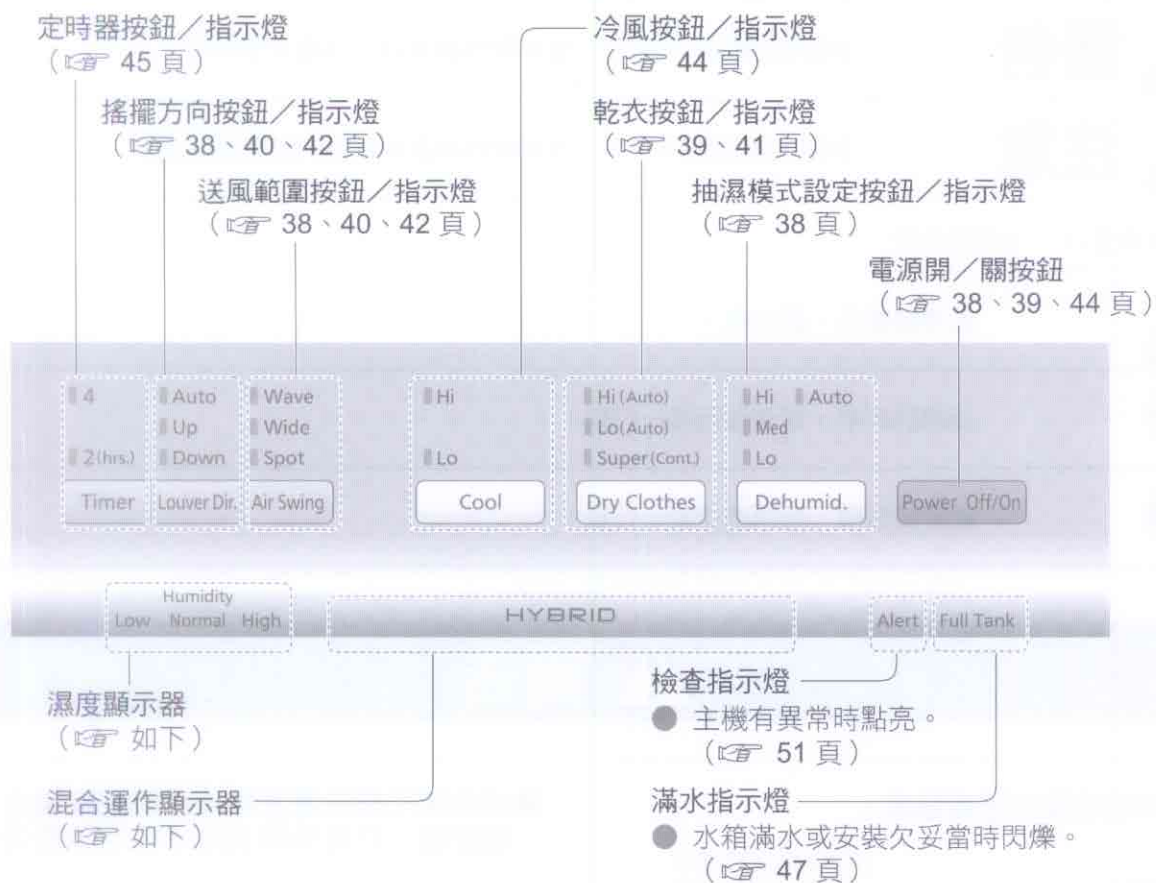 定時器按鈕／指示燈
（☞ 45 頁）
冷風按鈕／指示燈
（☞ 44 頁）
搖擺方向按鈕／指示燈
（☞ 38、40、42 頁）
乾衣按鈕／指示燈
（☞ 39、41 頁）
送風範圍按鈕／指示燈
（☞ 38、40、42 頁）
抽濕模式設定按鈕／指示燈
（☞ 38 頁）
電源開／關按鈕
（☞ 38、39、44 頁）
4 Auto Wave Hi Hi (Auto) Hi Auto
Up Wide Lo(Auto) Med
2(hrs.) Down Spot Lo Super(Cont.) Lo
Timer Louver Dir. Air Swing Cool Dry Clothes Dehumid. Power Off/On
Humidity
Low Normal High HYBRID Alert Full Tank
濕度顯示器
（☞ 如下）
混合運作顯示器
（☞ 如下）
檢查指示燈
● 主機有異常時點亮。
（☞ 51 頁）
滿水指示燈
● 水箱滿水或安裝欠妥當時閃爍。
（☞ 47 頁）